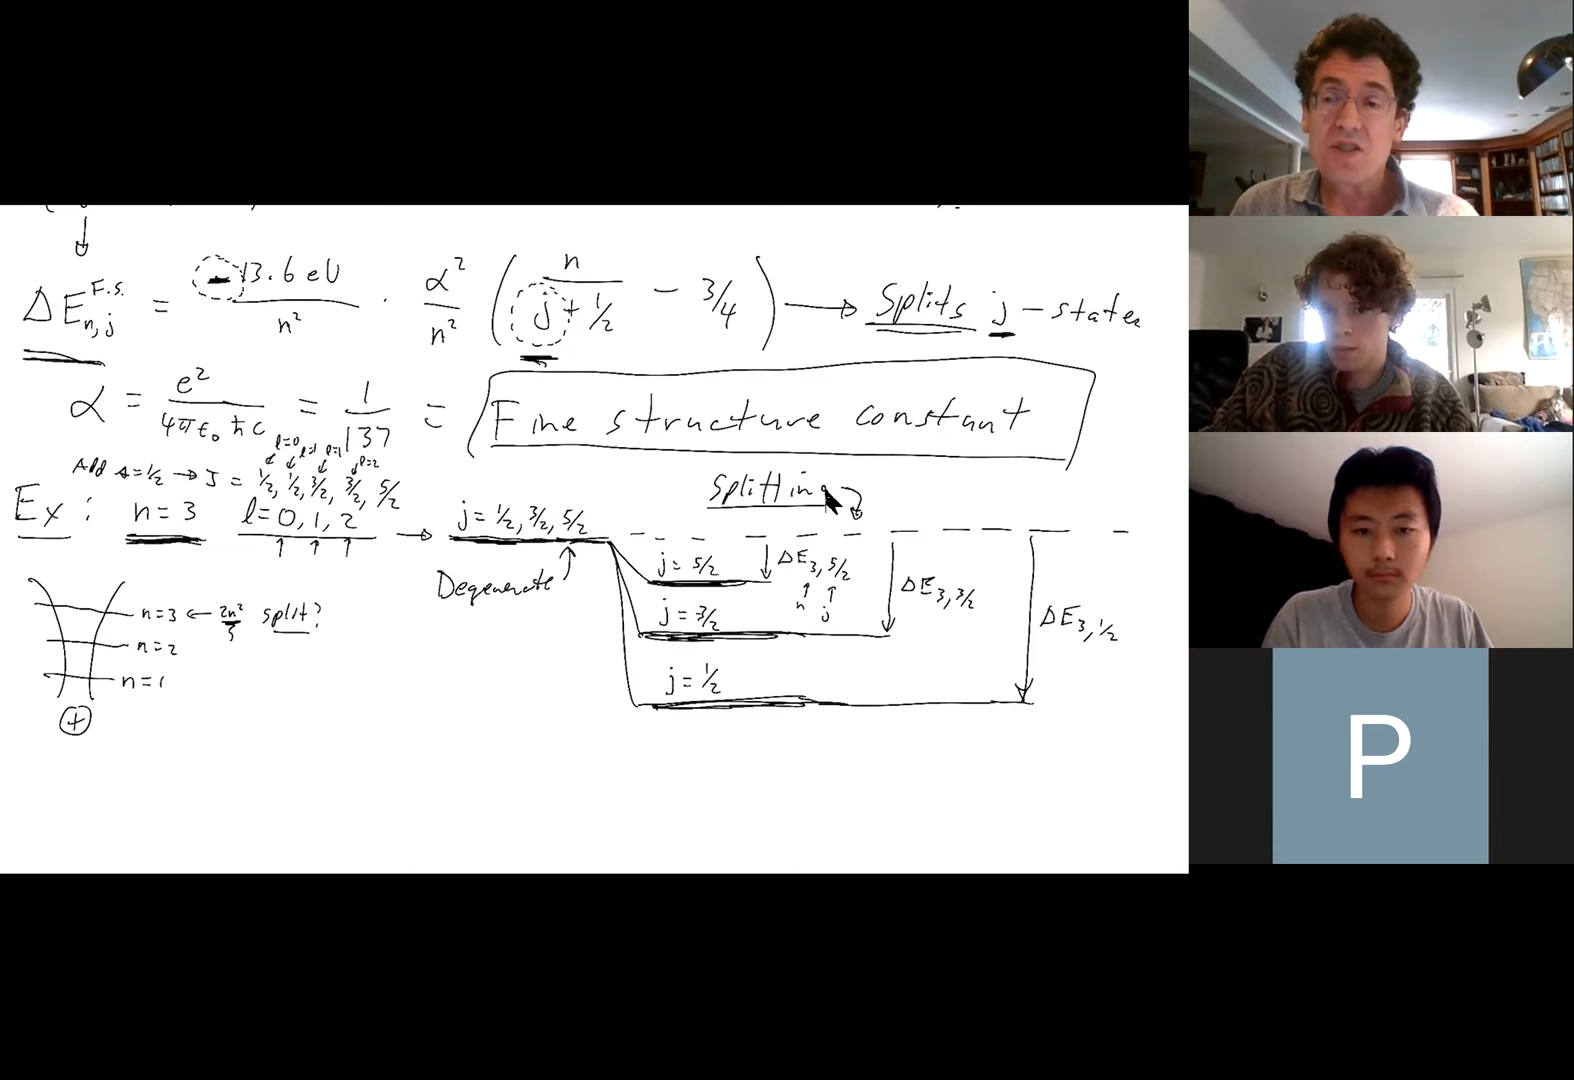 ΔE_{n,j}^{F.S.} = -13.6 eV / n² · α² / n² ( n / (j + 1/2) - 3/4 ) → Splits j-states
α = e² / (4πε₀ ħc) = 1/137 = Fine structure constant
l=0 l=1 l=1 l=2
Add s=1/2 → J = 1/2, 1/2, 3/2, 3/2, 5/2
Splitting
Ex: n=3 l=0, 1, 2 → j=1/2, 3/2, 5/2
Degenerate
j=5/2 ΔE_{3,5/2}
n j
j=3/2 ΔE_{3,3/2}
j=1/2 ΔE_{3,1/2}
n=3 ← 2n² split?
n=2
n=1
+
P